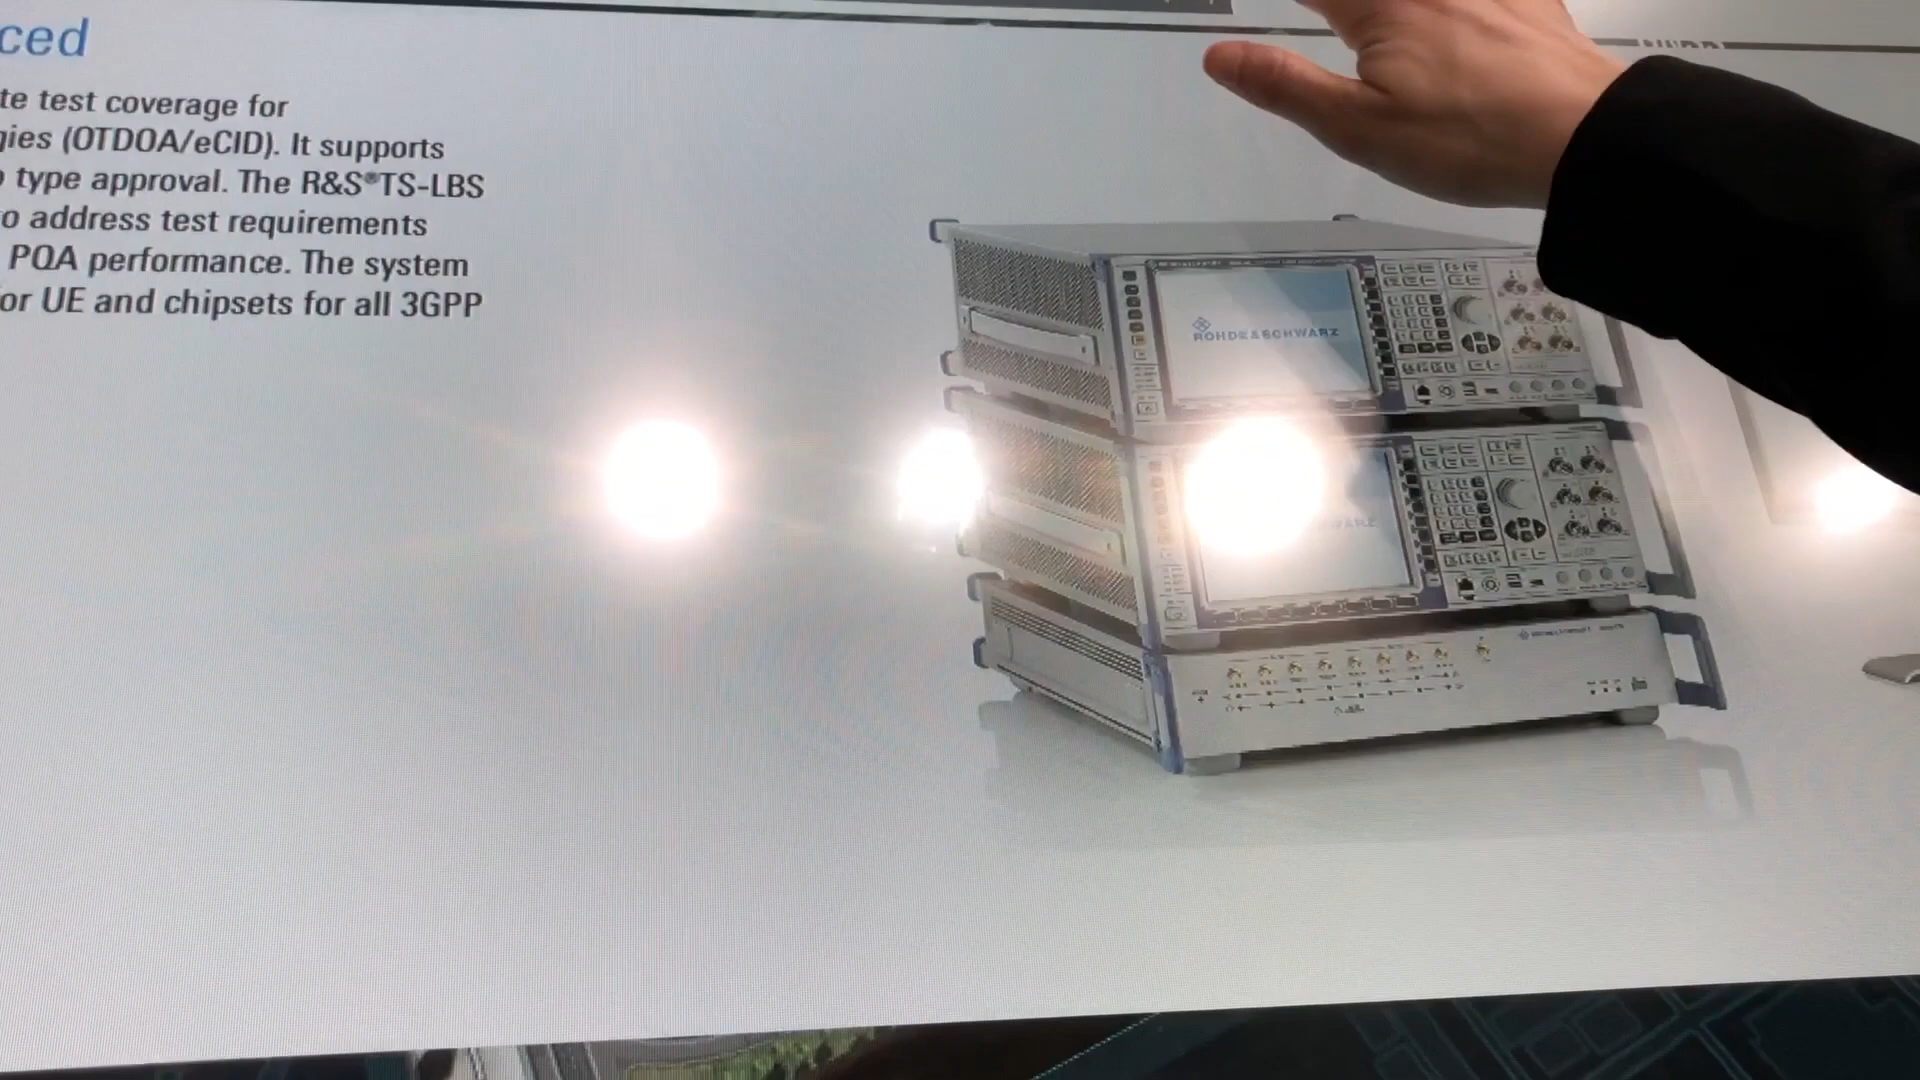 ced
te test coverage for
gies (OTDOA/eCID). It supports
type approval. The R&S®TS-LBS
o address test requirements
PQA performance. The system
or UE and chipsets for all 3GPP
ROHDE&SCHWARZ